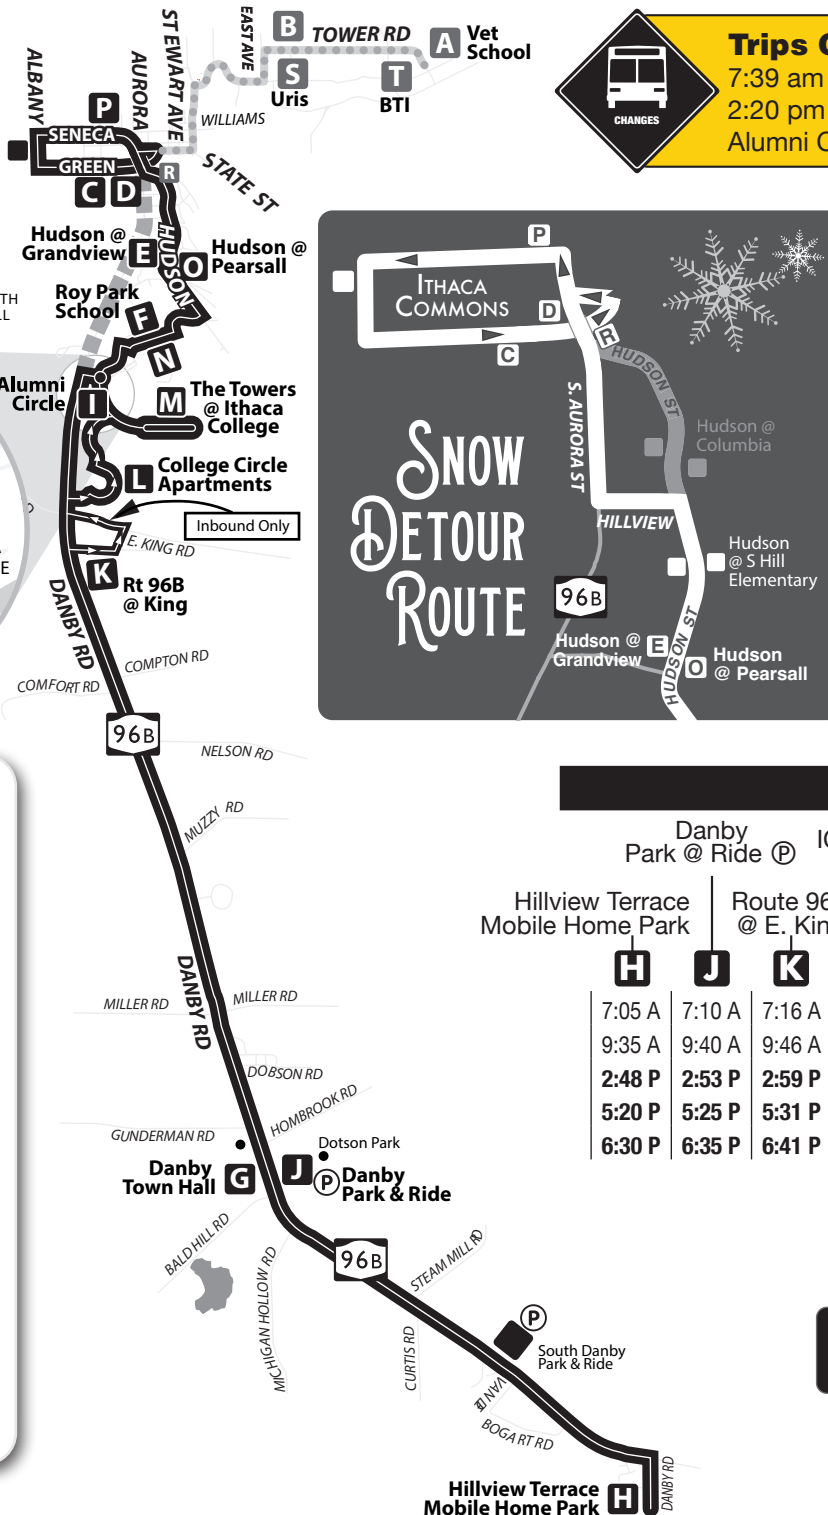 B
TOWER RD
A
Vet
School
S
Uris
T
BTI
EAST AVE
STEWART AVE
AURORA
ALBANY
WILLIAMS
P
SENECA
GREEN
R
STATE ST
C
D
HUDSON
Hudson @
Grandview
E
O
Hudson @
Pearsall
Roy Park
School
F
N
Alumni
Circle
I
M
The Towers
@ Ithaca
College
L
College Circle
Apartments
Inbound Only
E. KING RD
K
Rt 96B
@ King
DANBY RD
COMPTON RD
COMFORT RD
96B
NELSON RD
MUZZY RD
DANBY RD
MILLER RD
MILLER RD
DOBSON RD
HOMBROOK RD
GUNDERMAN RD
Dotson Park
Danby
Town Hall
G
J
P
Danby
Park & Ride
BALD HILL RD
MICHIGAN HOLLOW RD
96B
STEAM MILL RD
CURTIS RD
P
South Danby
Park & Ride
BOGART RD
DANBY RD
Hillview Terrace
Mobile Home Park
H
CHANGES
7:39 am
2:20 pm
Trips
Alumni
P
ITHACA
COMMONS
D
R
C
HUDSON ST
S. AURORA ST
Hudson @
Columbia
SNOW
DETOUR
ROUTE
HILLVIEW
Hudson
@ S Hill
Elementary
96B
Hudson @
Grandview
E
O
Hudson
@ Pearsall
HUDSON ST
Danby
Park @ Ride Ⓟ
Hillview Terrace
Mobile Home Park
Route 96
@ E. Kin
H J K
7:05 A 7:10 A 7:16 A
9:35 A 9:40 A 9:46 A
2:48 P 2:53 P 2:59 P
5:20 P 5:25 P 5:31 P
6:30 P 6:35 P 6:41 P